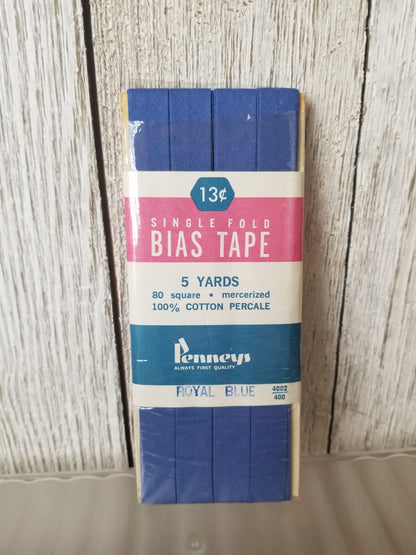 13¢
SINGLE FOLD
BIAS TAPE
5 YARDS
80 square • mercerized
100% COTTON PERCALE
Penneys
ALWAYS FIRST QUALITY
ROYAL BLUE 4002/400